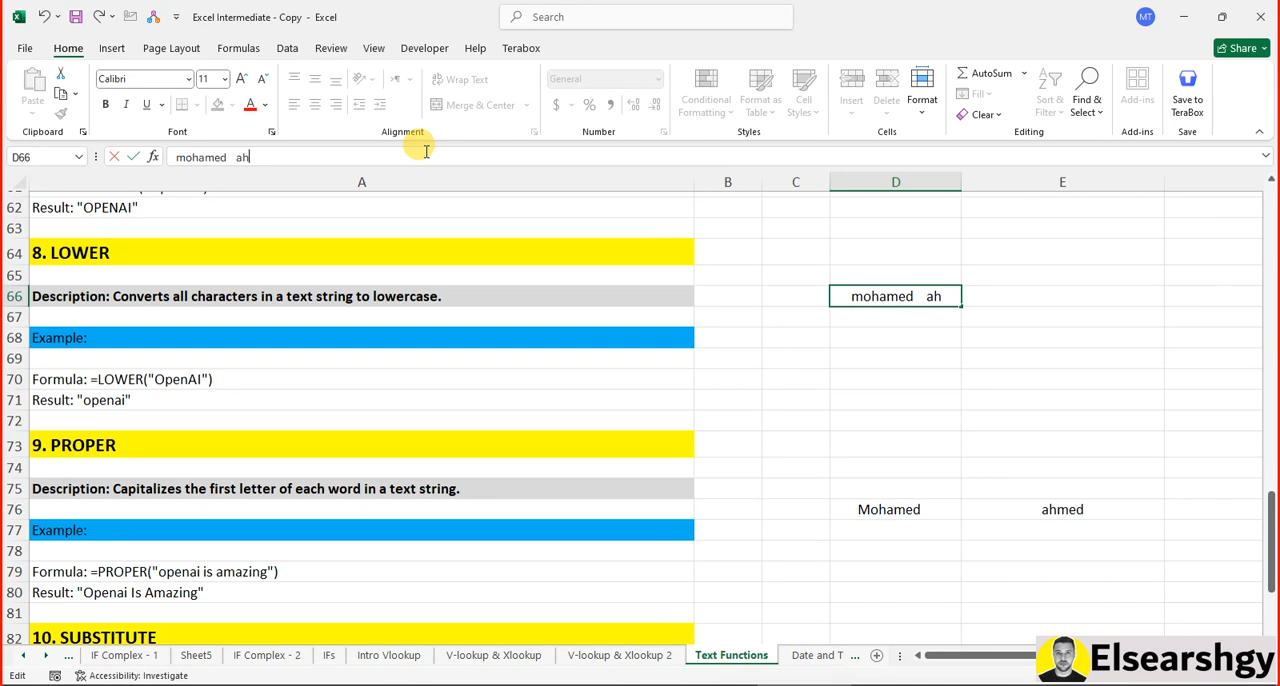 Excel Intermediate - Copy - Excel
Search
MT
File Home Insert Page Layout Formulas Data Review View Developer Help Terabox
Share
Paste
Calibri 11
Wrap Text
General
Merge & Center
Conditional Formatting
Format as Table
Cell Styles
Insert
Delete
Format
AutoSum
Fill
Clear
Sort & Filter
Find & Select
Add-ins
Save to TeraBox
Clipboard Font Alignment Number Styles Cells Editing Add-ins Save
D66 fx mohamed ah
A B C D E
62 Result: "OPENAI"
63
64 8. LOWER
65
66 Description: Converts all characters in a text string to lowercase. mohamed ah
67
68 Example:
69
70 Formula: =LOWER("OpenAI")
71 Result: "openai"
72
73 9. PROPER
74
75 Description: Capitalizes the first letter of each word in a text string.
76 Mohamed ahmed
77 Example:
78
79 Formula: =PROPER("openai is amazing")
80 Result: "Openai Is Amazing"
81
82 10. SUBSTITUTE
... IF Complex - 1 Sheet5 IF Complex - 2 IFs Intro Vlookup V-lookup & Xlookup V-lookup & Xlookup 2 Text Functions Date and T ...
Edit Accessibility: Investigate
Elsearshgy